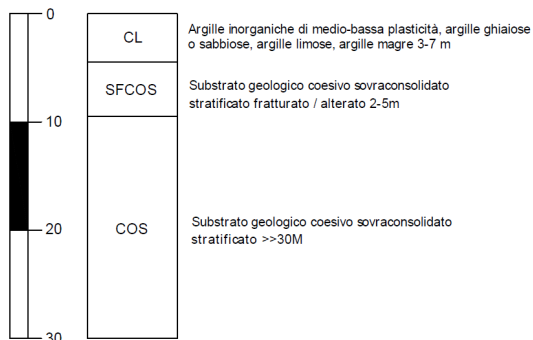 0
CL
Argille inorganiche di medio-bassa plasticità, argille ghiaiose
o sabbiose, argille limose, argille magre 3-7 m
SFCOS
Substrato geologico coesivo sovraconsolidato
stratificato fratturato / alterato 2-5m
10
20
COS
Substrato geologico coesivo sovraconsolidato
stratificato >>30M
30